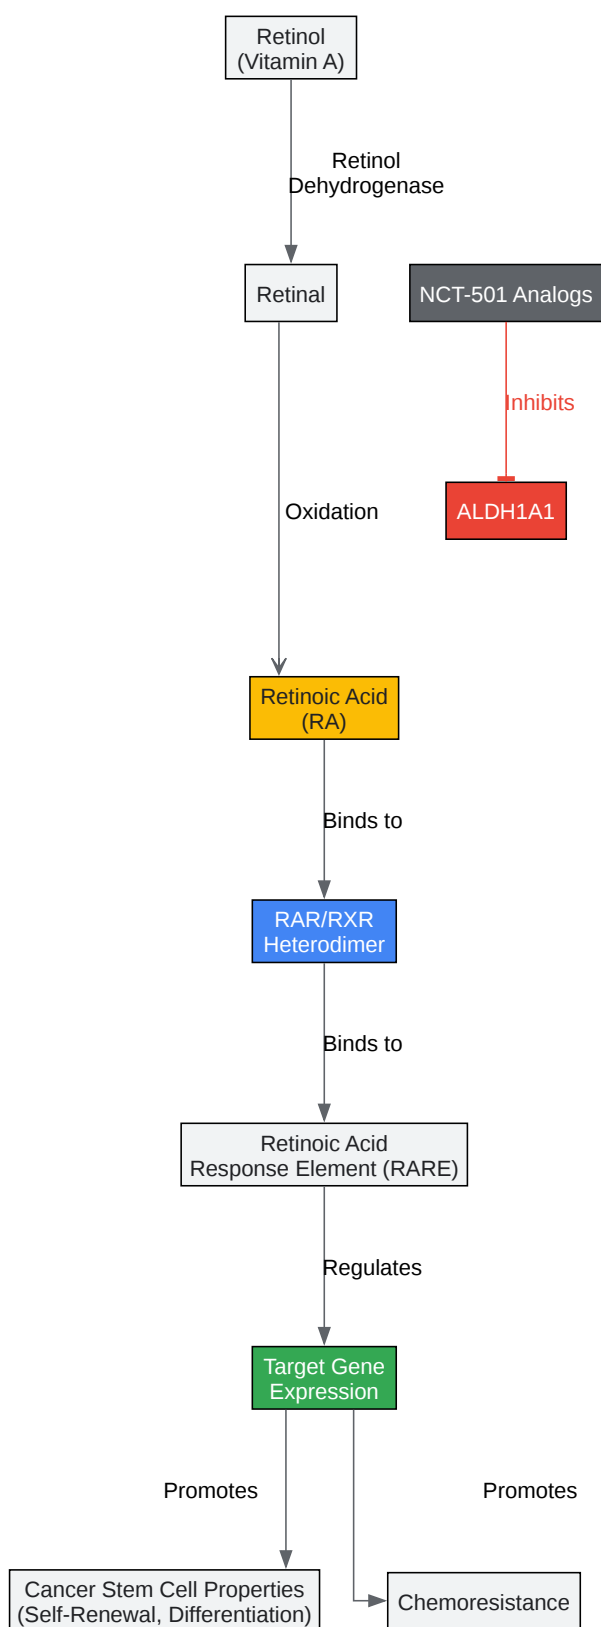 Retinol
(Vitamin A)
Retinol
Dehydrogenase
Retinal
NCT-501 Analogs
Inhibits
ALDH1A1
Oxidation
Retinoic Acid
(RA)
Binds to
RAR/RXR
Heterodimer
Binds to
Retinoic Acid
Response Element (RARE)
Regulates
Target Gene
Expression
Promotes
Promotes
Cancer Stem Cell Properties
(Self-Renewal, Differentiation)
Chemoresistance